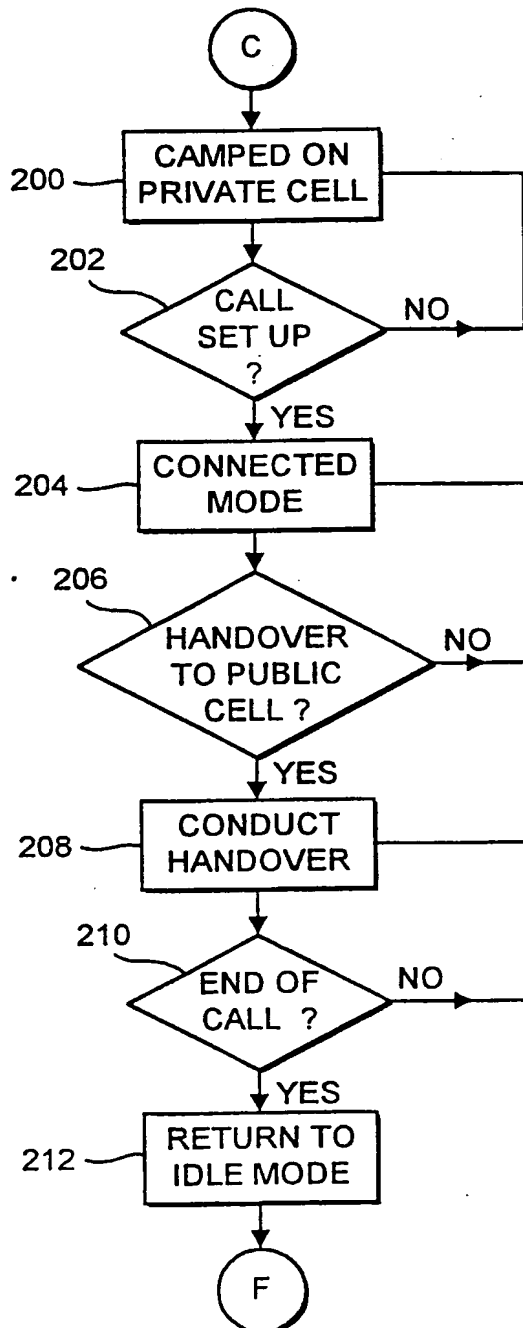 C
CAMPED ON
PRIVATE CELL
200
202
CALL
SET UP
?
NO
YES
CONNECTED
MODE
204
206
HANDOVER
TO PUBLIC
CELL ?
NO
YES
CONDUCT
HANDOVER
208
210
END OF
CALL ?
NO
YES
RETURN TO
IDLE MODE
212
F